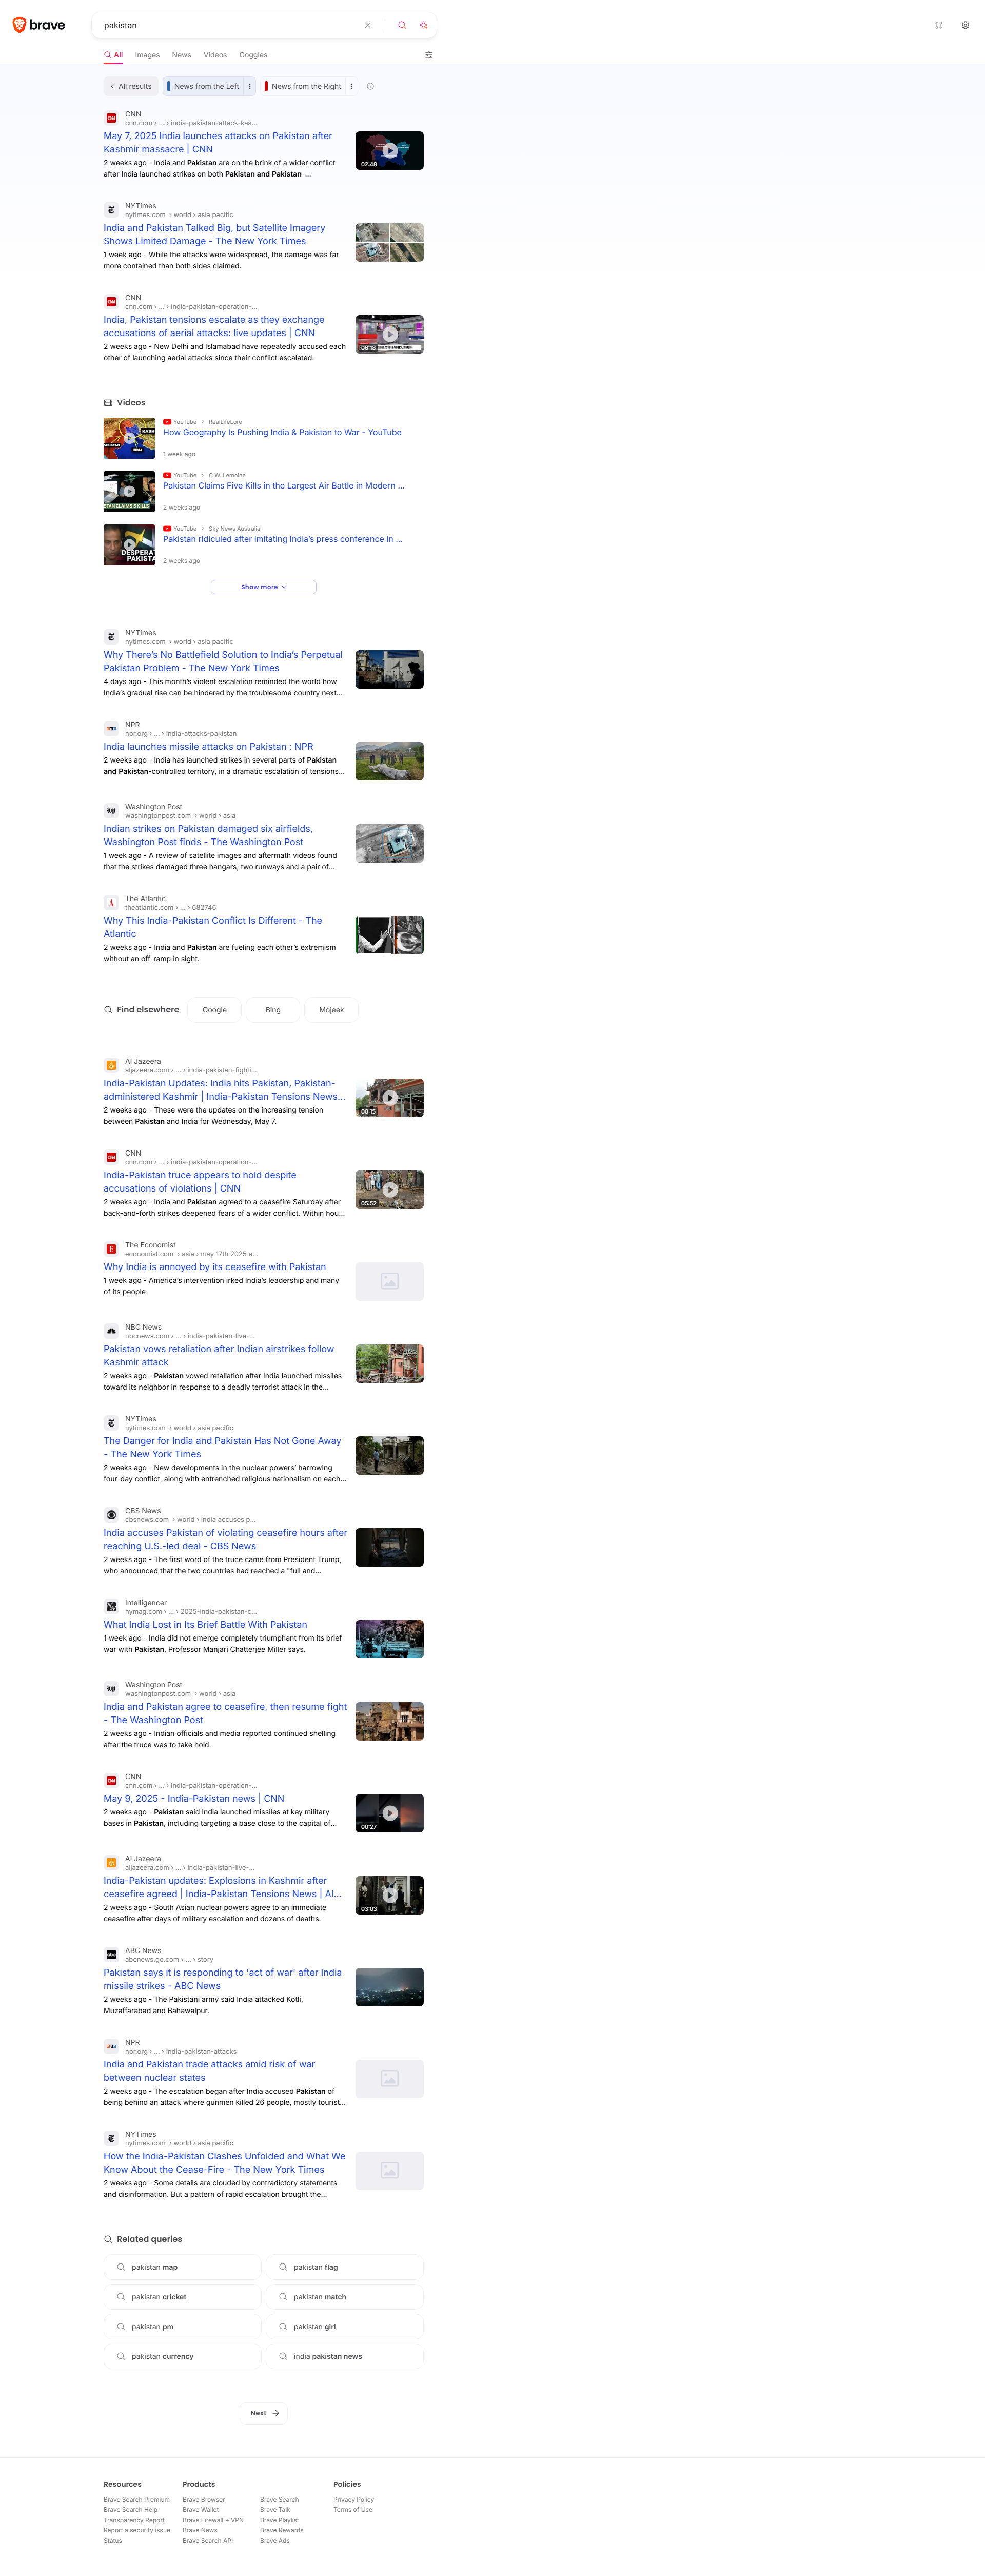 brave
pakistan
All Images News Videos Goggles
All results News from the Left News from the Right
CNN
cnn.com › ... › india-pakistan-attack-kas...
May 7, 2025 India launches attacks on Pakistan after
Kashmir massacre | CNN
2 weeks ago - India and Pakistan are on the brink of a wider conflict
after India launched strikes on both Pakistan and Pakistan-...
02:48
NYTimes
nytimes.com › world › asia pacific
India and Pakistan Talked Big, but Satellite Imagery
Shows Limited Damage - The New York Times
1 week ago - While the attacks were widespread, the damage was far
more contained than both sides claimed.
CNN
cnn.com › ... › india-pakistan-operation-...
India, Pakistan tensions escalate as they exchange
accusations of aerial attacks: live updates | CNN
2 weeks ago - New Delhi and Islamabad have repeatedly accused each
other of launching aerial attacks since their conflict escalated.
Videos
YouTube › RealLifeLore
How Geography Is Pushing India & Pakistan to War - YouTube
1 week ago
YouTube › C.W. Lemoine
Pakistan Claims Five Kills in the Largest Air Battle in Modern ...
2 weeks ago
YouTube › Sky News Australia
Pakistan ridiculed after imitating India's press conference in ...
2 weeks ago
Show more
NYTimes
nytimes.com › world › asia pacific
Why There's No Battlefield Solution to India's Perpetual
Pakistan Problem - The New York Times
4 days ago - This month's violent escalation reminded the world how
India's gradual rise can be hindered by the troublesome country next...
NPR
npr.org › ... › india-attacks-pakistan
India launches missile attacks on Pakistan : NPR
2 weeks ago - India has launched strikes in several parts of Pakistan
and Pakistan-controlled territory, in a dramatic escalation of tensions...
Washington Post
washingtonpost.com › world › asia
Indian strikes on Pakistan damaged six airfields,
Washington Post finds - The Washington Post
1 week ago - A review of satellite images and aftermath videos found
that the strikes damaged three hangars, two runways and a pair of...
The Atlantic
theatlantic.com › ... › 682746
Why This India-Pakistan Conflict Is Different - The
Atlantic
2 weeks ago - India and Pakistan are fueling each other's extremism
without an off-ramp in sight.
Find elsewhere Google Bing Mojeek
Al Jazeera
aljazeera.com › ... › india-pakistan-fighti...
India-Pakistan Updates: India hits Pakistan, Pakistan-
administered Kashmir | India-Pakistan Tensions News...
2 weeks ago - These were the updates on the increasing tension
between Pakistan and India for Wednesday, May 7.
00:15
CNN
cnn.com › ... › india-pakistan-operation-...
India-Pakistan truce appears to hold despite
accusations of violations | CNN
2 weeks ago - India and Pakistan agreed to a ceasefire Saturday after
back-and-forth strikes deepened fears of a wider conflict. Within hou...
05:52
The Economist
economist.com › asia › may 17th 2025 e...
Why India is annoyed by its ceasefire with Pakistan
1 week ago - America's intervention irked India's leadership and many
of its people
NBC News
nbcnews.com › ... › india-pakistan-live-...
Pakistan vows retaliation after Indian airstrikes follow
Kashmir attack
2 weeks ago - Pakistan vowed retaliation after India launched missiles
toward its neighbor in response to a deadly terrorist attack in the...
NYTimes
nytimes.com › world › asia pacific
The Danger for India and Pakistan Has Not Gone Away
- The New York Times
2 weeks ago - New developments in the nuclear powers' harrowing
four-day conflict, along with entrenched religious nationalism on each...
CBS News
cbsnews.com › world › india accuses p...
India accuses Pakistan of violating ceasefire hours after
reaching U.S.-led deal - CBS News
2 weeks ago - The first word of the truce came from President Trump,
who announced that the two countries had reached a "full and...
Intelligencer
nymag.com › ... › 2025-india-pakistan-c...
What India Lost in Its Brief Battle With Pakistan
1 week ago - India did not emerge completely triumphant from its brief
war with Pakistan, Professor Manjari Chatterjee Miller says.
Washington Post
washingtonpost.com › world › asia
India and Pakistan agree to ceasefire, then resume fight
- The Washington Post
2 weeks ago - Indian officials and media reported continued shelling
after the truce was to take hold.
CNN
cnn.com › ... › india-pakistan-operation-...
May 9, 2025 - India-Pakistan news | CNN
2 weeks ago - Pakistan said India launched missiles at key military
bases in Pakistan, including targeting a base close to the capital of...
00:27
Al Jazeera
aljazeera.com › ... › india-pakistan-live-...
India-Pakistan updates: Explosions in Kashmir after
ceasefire agreed | India-Pakistan Tensions News | Al...
2 weeks ago - South Asian nuclear powers agree to an immediate
ceasefire after days of military escalation and dozens of deaths.
03:03
ABC News
abcnews.go.com › ... › story
Pakistan says it is responding to 'act of war' after India
missile strikes - ABC News
2 weeks ago - The Pakistani army said India attacked Kotli,
Muzaffarabad and Bahawalpur.
NPR
npr.org › ... › india-pakistan-attacks
India and Pakistan trade attacks amid risk of war
between nuclear states
2 weeks ago - The escalation began after India accused Pakistan of
being behind an attack where gunmen killed 26 people, mostly tourist...
NYTimes
nytimes.com › world › asia pacific
How the India-Pakistan Clashes Unfolded and What We
Know About the Cease-Fire - The New York Times
2 weeks ago - Some details are clouded by contradictory statements
and disinformation. But a pattern of rapid escalation brought the...
Related queries
pakistan map pakistan flag
pakistan cricket pakistan match
pakistan pm pakistan girl
pakistan currency india pakistan news
Next
Resources Products Policies
Brave Search Premium Brave Browser Brave Search Privacy Policy
Brave Search Help Brave Wallet Brave Talk Terms of Use
Transparency Report Brave Firewall + VPN Brave Playlist
Report a security issue Brave News Brave Rewards
Status Brave Search API Brave Ads